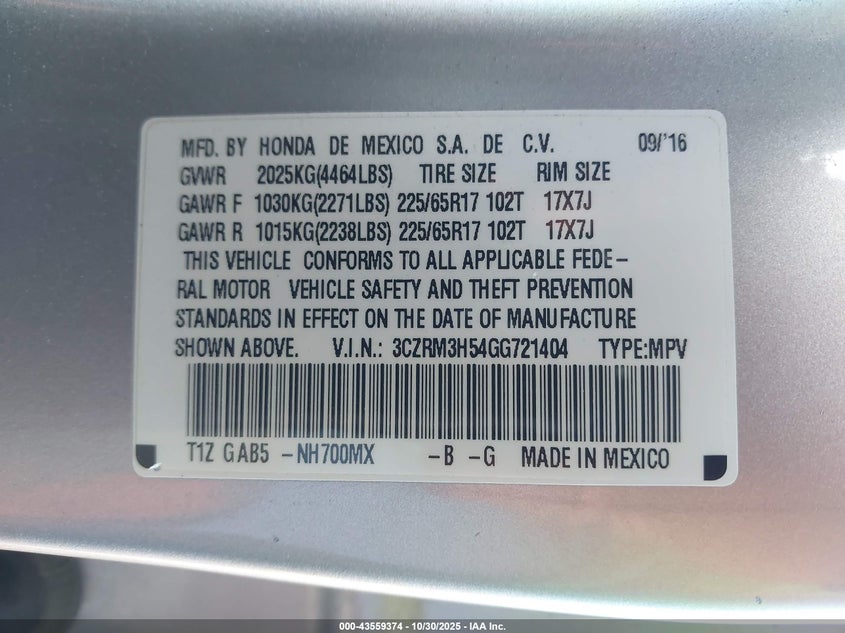 MFD. BY HONDA DE MEXICO S.A. DE C.V. 09/'16
GVWR 2025KG(4464LBS) TIRE SIZE RIM SIZE
GAWR F 1030KG(2271LBS) 225/65R17 102T 17X7J
GAWR R 1015KG(2238LBS) 225/65R17 102T 17X7J
THIS VEHICLE CONFORMS TO ALL APPLICABLE FEDE-
RAL MOTOR VEHICLE SAFETY AND THEFT PREVENTION
STANDARDS IN EFFECT ON THE DATE OF MANUFACTURE
SHOWN ABOVE. V.I.N.: 3CZRM3H54GG721404 TYPE:MPV
T1Z GAB5 -NH700MX -B -G MADE IN MEXICO
000-43559374 - 10/30/2025 - IAA Inc.